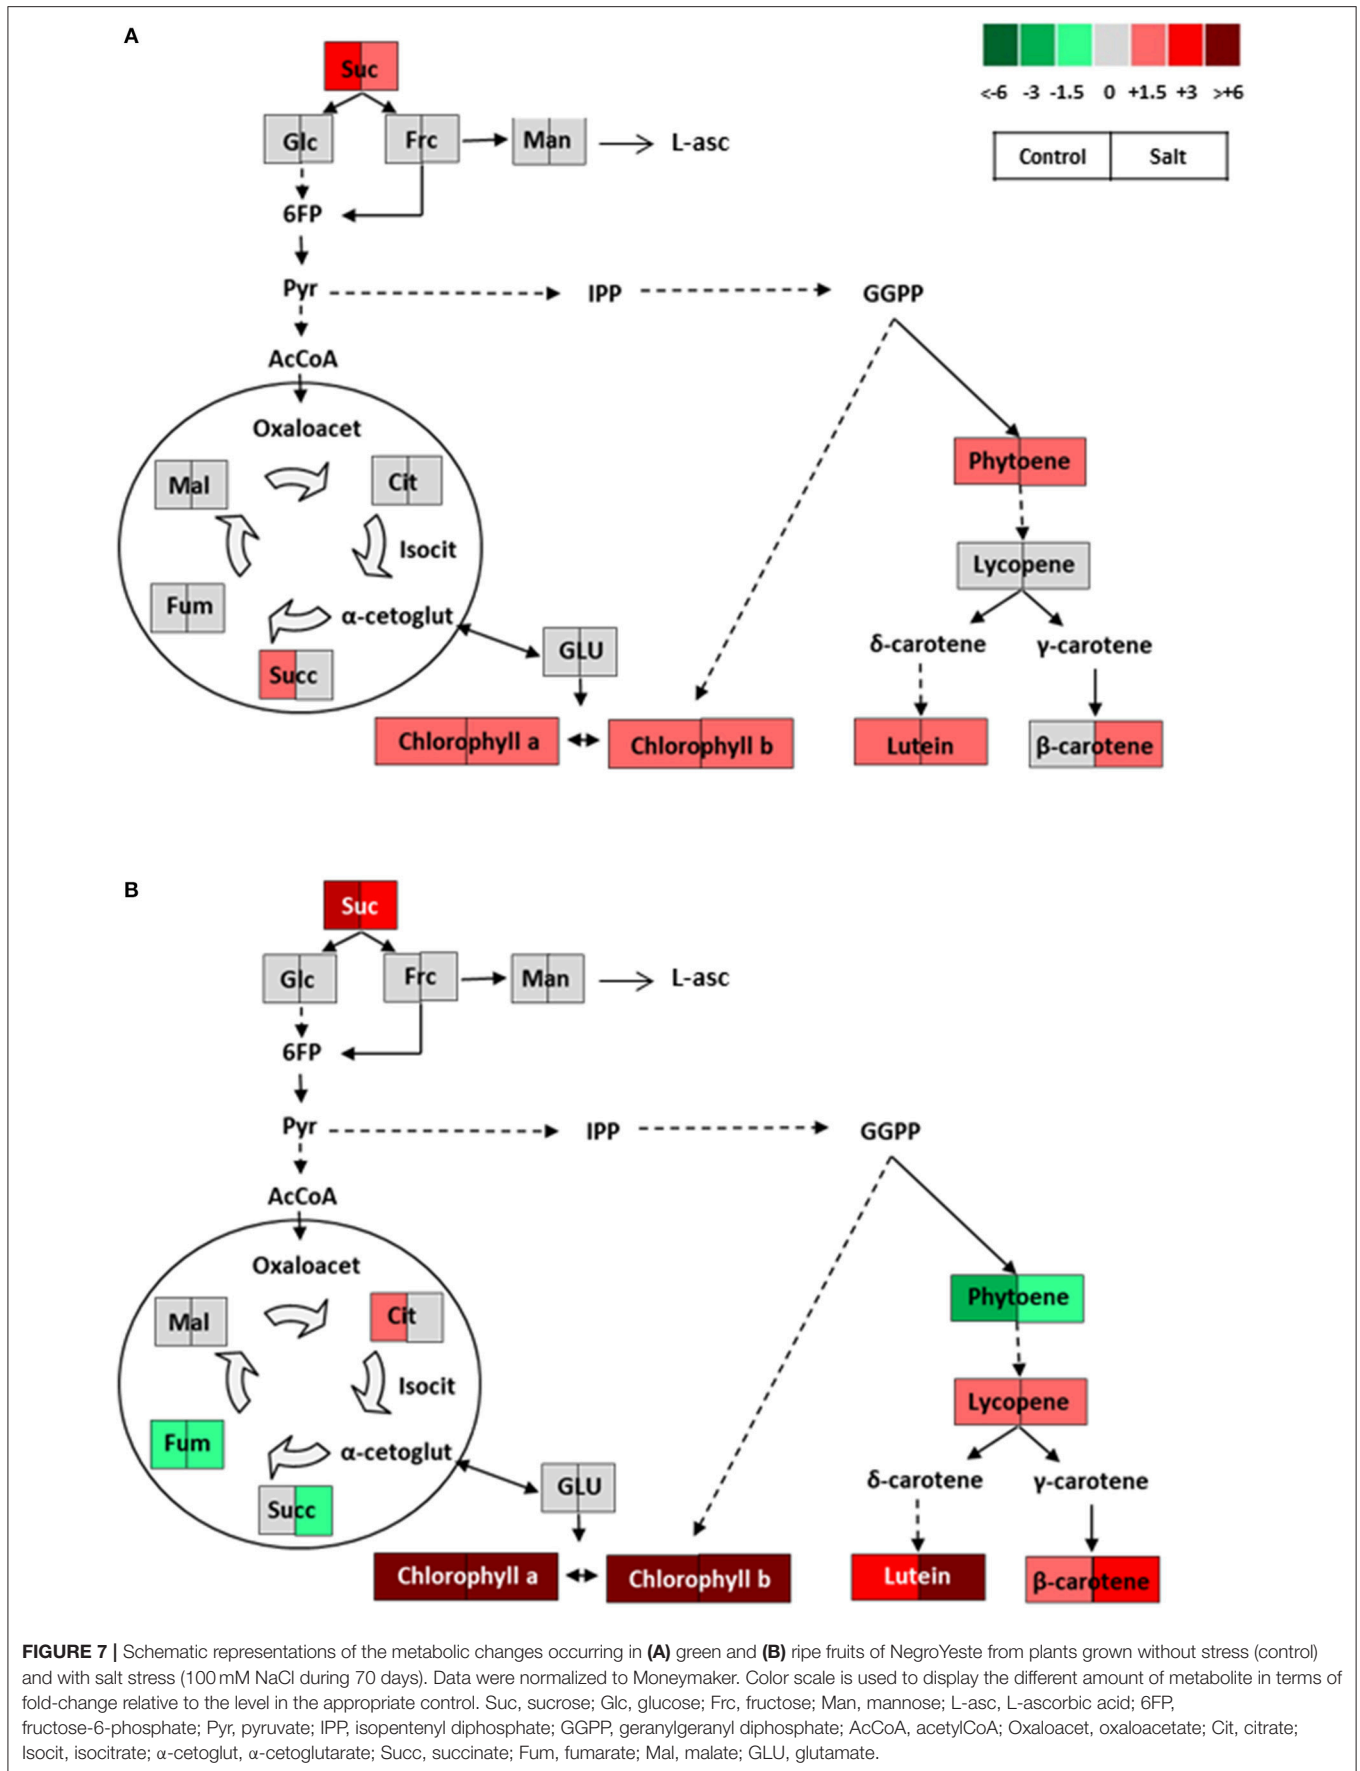 A
Suc
<-6 -3 -1.5 0 +1.5 +3 >+6
Glc Frc Man L-asc
Control Salt
6FP
Pyr IPP GGPP
AcCoA
Oxaloacet
Mal Cit
Phytoene
Isocit
Lycopene
Fum α-cetoglut
GLU δ-carotene γ-carotene
Succ
Chlorophyll a Chlorophyll b Lutein β-carotene
B
Suc
Glc Frc Man L-asc
6FP
Pyr IPP GGPP
AcCoA
Oxaloacet
Mal Cit
Phytoene
Isocit
Lycopene
Fum α-cetoglut
GLU δ-carotene γ-carotene
Succ
Chlorophyll a Chlorophyll b Lutein β-carotene
FIGURE 7 | Schematic representations of the metabolic changes occurring in (A) green and (B) ripe fruits of NegroYeste from plants grown without stress (control)
and with salt stress (100 mM NaCl during 70 days). Data were normalized to Moneymaker. Color scale is used to display the different amount of metabolite in terms of
fold-change relative to the level in the appropriate control. Suc, sucrose; Glc, glucose; Frc, fructose; Man, mannose; L-asc, L-ascorbic acid; 6FP,
fructose-6-phosphate; Pyr, pyruvate; IPP, isopentenyl diphosphate; GGPP, geranylgeranyl diphosphate; AcCoA, acetylCoA; Oxaloacet, oxaloacetate; Cit, citrate;
Isocit, isocitrate; α-cetoglut, α-cetoglutarate; Succ, succinate; Fum, fumarate; Mal, malate; GLU, glutamate.